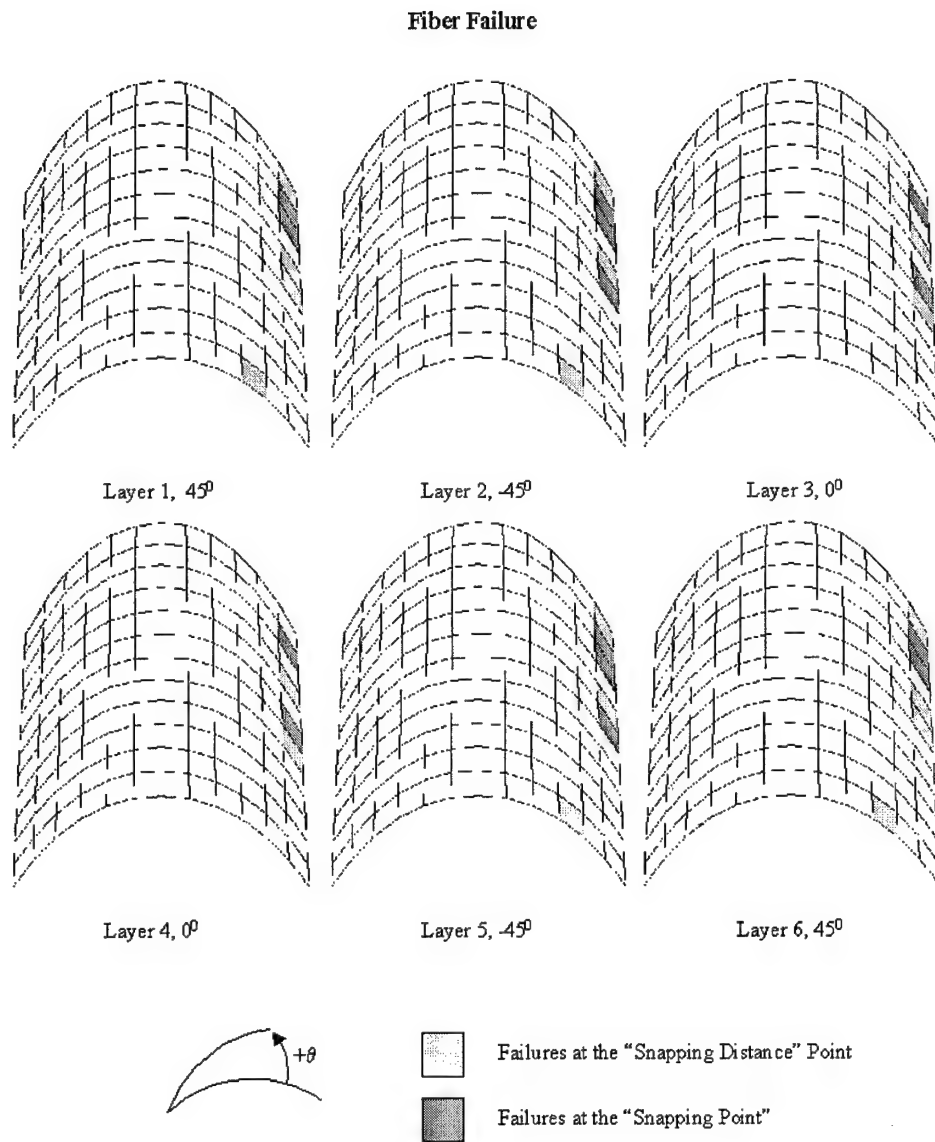 Fiber Failure
Layer 1, 45⁰
Layer 2, -45⁰
Layer 3, 0⁰
Layer 4, 0⁰
Layer 5, -45⁰
Layer 6, 45⁰
+θ
Failures at the “Snapping Distance” Point
Failures at the “Snapping Point”